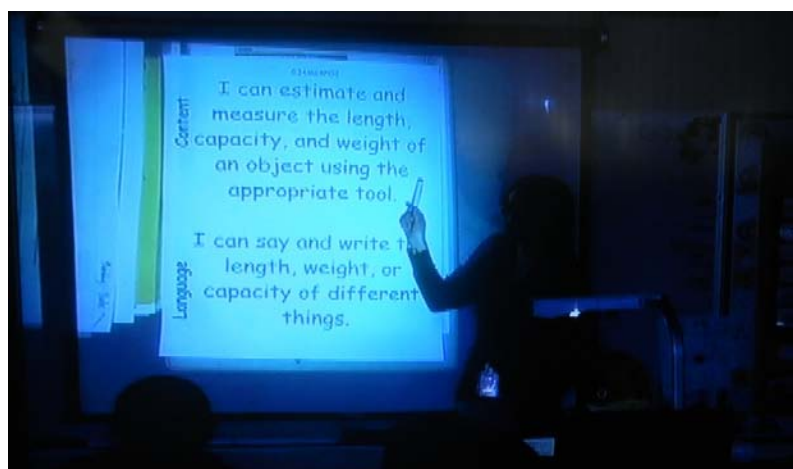 Content
I can estimate and
measure the length,
capacity, and weight of
an object using the
appropriate tool.
Language
I can say and write
length, weight, or
capacity of different
things.